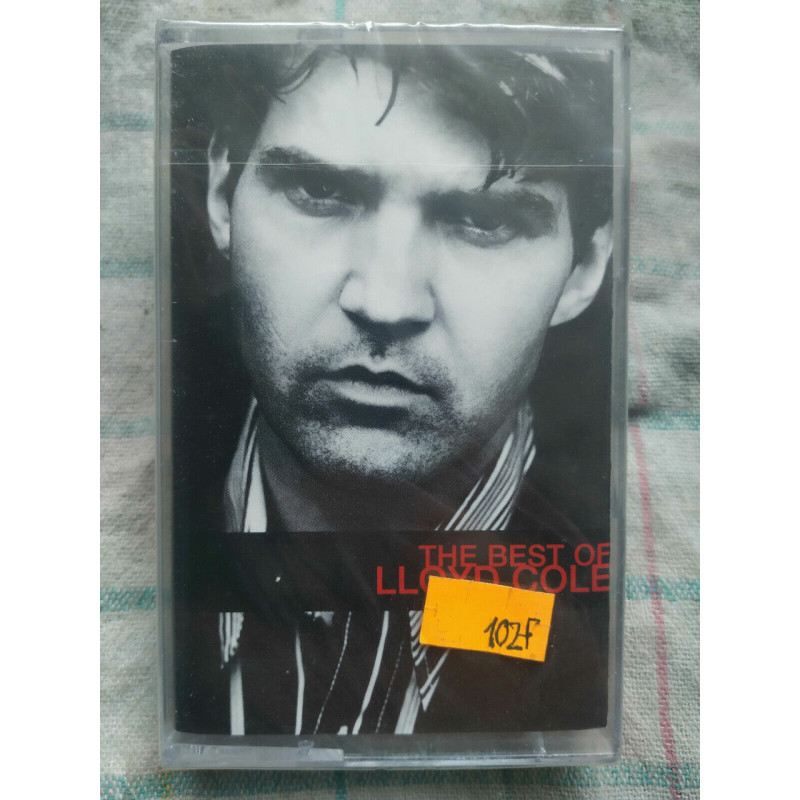 THE BEST OF
LLOYD COLE
102F